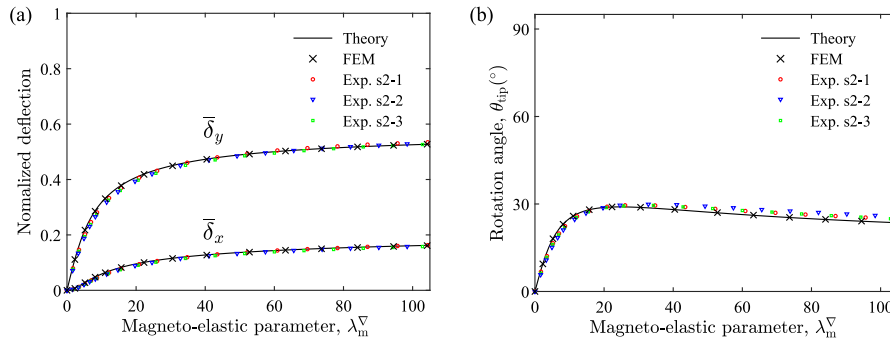 (a)
1
0.8
0.6
0.4
0.2
0
Nomalized deflection
Theory
FEM
Exp. s2-1
Exp. s2-2
Exp. s2-3
δ̅y
δ̅x
0 20 40 60 80 100
Magneto-elastic parameter, λm∇
(b)
90
60
30
0
Rotation angle, θtip(°)
Theory
FEM
Exp. s2-1
Exp. s2-2
Exp. s2-3
0 20 40 60 80 100
Magneto-elastic parameter, λm∇